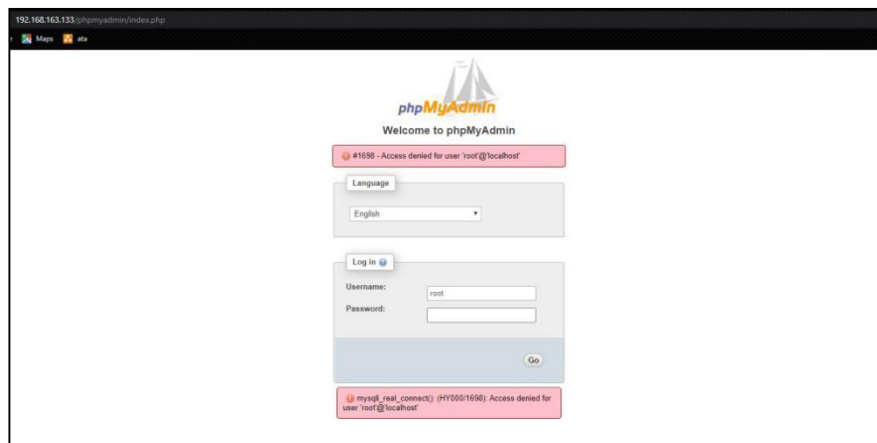 192.168.163.133/phpmyadmin/index.php
Maps ata
phpMyAdmin
Welcome to phpMyAdmin
#1698 - Access denied for user 'root'@'localhost'
Language
English
Log in
Username:
root
Password:
Go
mysqli_real_connect(): (HY000/1698): Access denied for
user 'root'@'localhost'